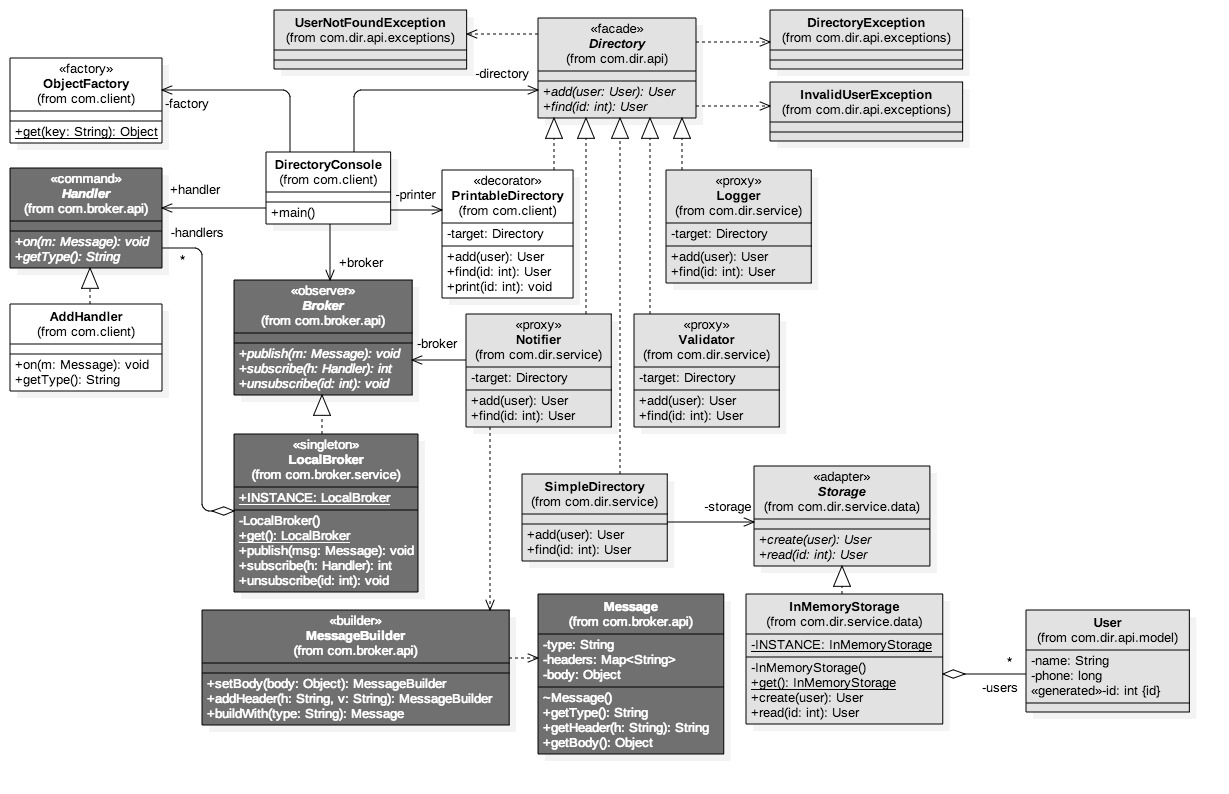 UserNotFoundException
(from com.dir.api.exceptions)
«facade»
Directory
(from com.dir.api)
+add(user: User): User
+find(id: int): User
DirectoryException
(from com.dir.api.exceptions)
InvalidUserException
(from com.dir.api.exceptions)
«factory»
ObjectFactory
(from com.client)
+get(key: String): Object
-factory
-directory
DirectoryConsole
(from com.client)
+main()
«command»
Handler
(from com.broker.api)
+on(m: Message): void
+getType(): String
+handler
-handlers
*
-printer
+broker
«decorator»
PrintableDirectory
(from com.client)
-target: Directory
+add(user): User
+find(id: int): User
+print(id: int): void
«proxy»
Logger
(from com.dir.service)
-target: Directory
+add(user): User
+find(id: int): User
AddHandler
(from com.client)
+on(m: Message): void
+getType(): String
«observer»
Broker
(from com.broker.api)
+publish(m: Message): void
+subscribe(h: Handler): int
+unsubscribe(id: int): void
-broker
«proxy»
Notifier
(from com.dir.service)
-target: Directory
+add(user): User
+find(id: int): User
«proxy»
Validator
(from com.dir.service)
-target: Directory
+add(user): User
+find(id: int): User
«singleton»
LocalBroker
(from com.broker.service)
+INSTANCE: LocalBroker
-LocalBroker()
+get(): LocalBroker
+publish(msg: Message): void
+subscribe(h: Handler): int
+unsubscribe(id: int): void
SimpleDirectory
(from com.dir.service)
+add(user): User
+find(id: int): User
-storage
«adapter»
Storage
(from com.dir.service.data)
+create(user): User
+read(id: int): User
«builder»
MessageBuilder
(from com.broker.api)
+setBody(body: Object): MessageBuilder
+addHeader(h: String, v: String): MessageBuilder
+buildWith(type: String): Message
Message
(from com.broker.api)
-type: String
-headers: Map<String>
-body: Object
~Message()
+getType(): String
+getHeader(h: String): String
+getBody(): Object
InMemoryStorage
(from com.dir.service.data)
-INSTANCE: InMemoryStorage
-InMemoryStorage()
+get(): InMemoryStorage
+create(user): User
+read(id: int): User
*
-users
User
(from com.dir.api.model)
-name: String
-phone: long
«generated»-id: int {id}